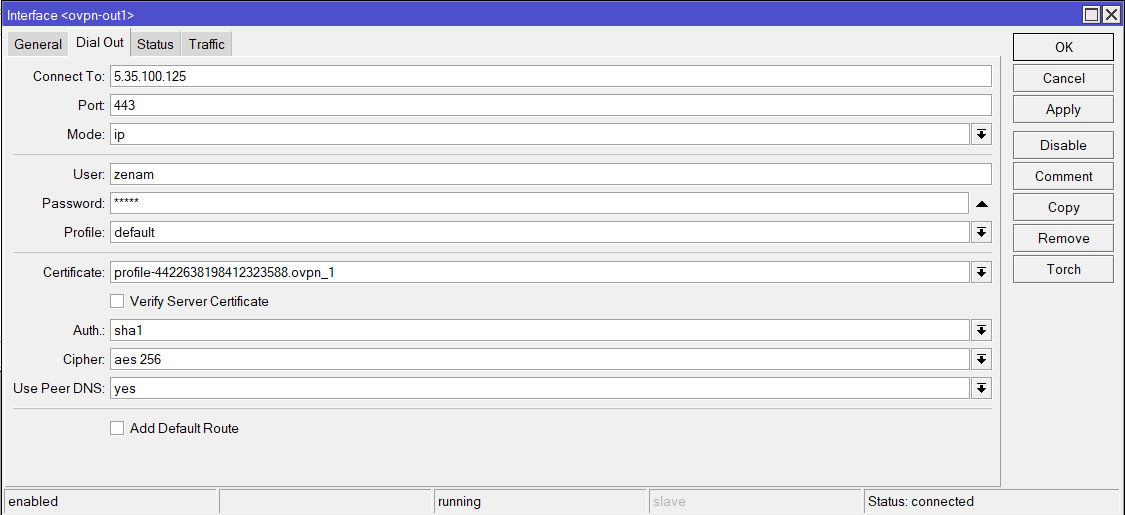 Interface <ovpn-out1>
General Dial Out Status Traffic
Connect To: 5.35.100.125
Port: 443
Mode: ip
User: zenam
Password: *****
Profile: default
Certificate: profile-4422638198412323588.ovpn_1
Verify Server Certificate
Auth.: sha1
Cipher: aes 256
Use Peer DNS: yes
Add Default Route
OK
Cancel
Apply
Disable
Comment
Copy
Remove
Torch
enabled running slave Status: connected